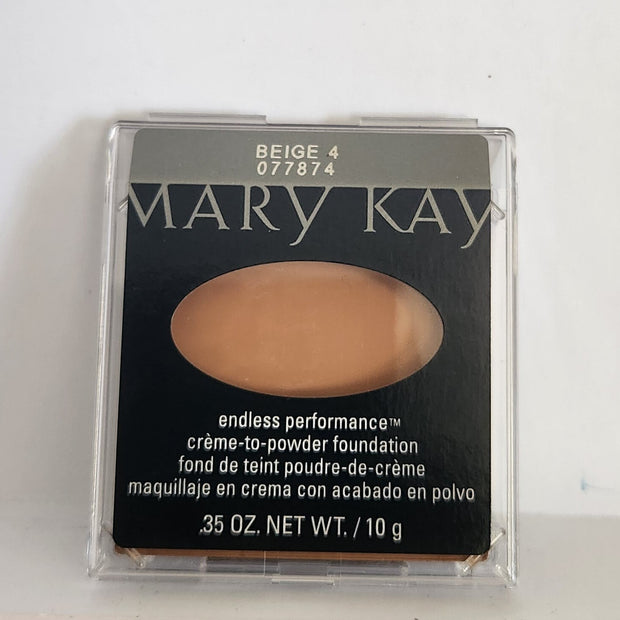 BEIGE 4
077874
MARY KAY
endless performance™
crème-to-powder foundation
fond de teint poudre-de-crème
maquillaje en crema con acabado en polvo
.35 OZ. NET WT. / 10 g